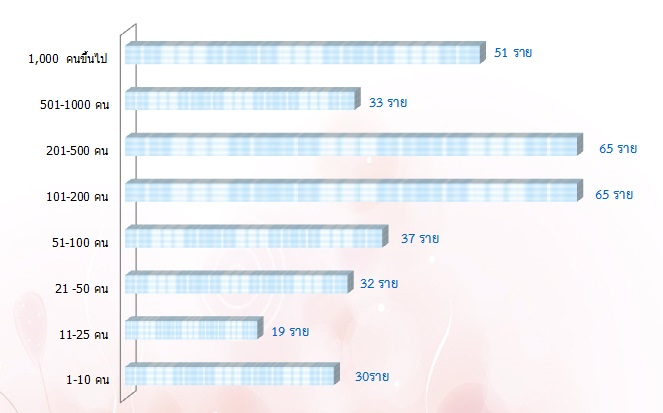 1,000 คนขึ้นไป 51 ราย
501-1000 คน 33 ราย
201-500 คน 65 ราย
101-200 คน 65 ราย
51-100 คน 37 ราย
21 -50 คน 32 ราย
11-25 คน 19 ราย
1-10 คน 30ราย